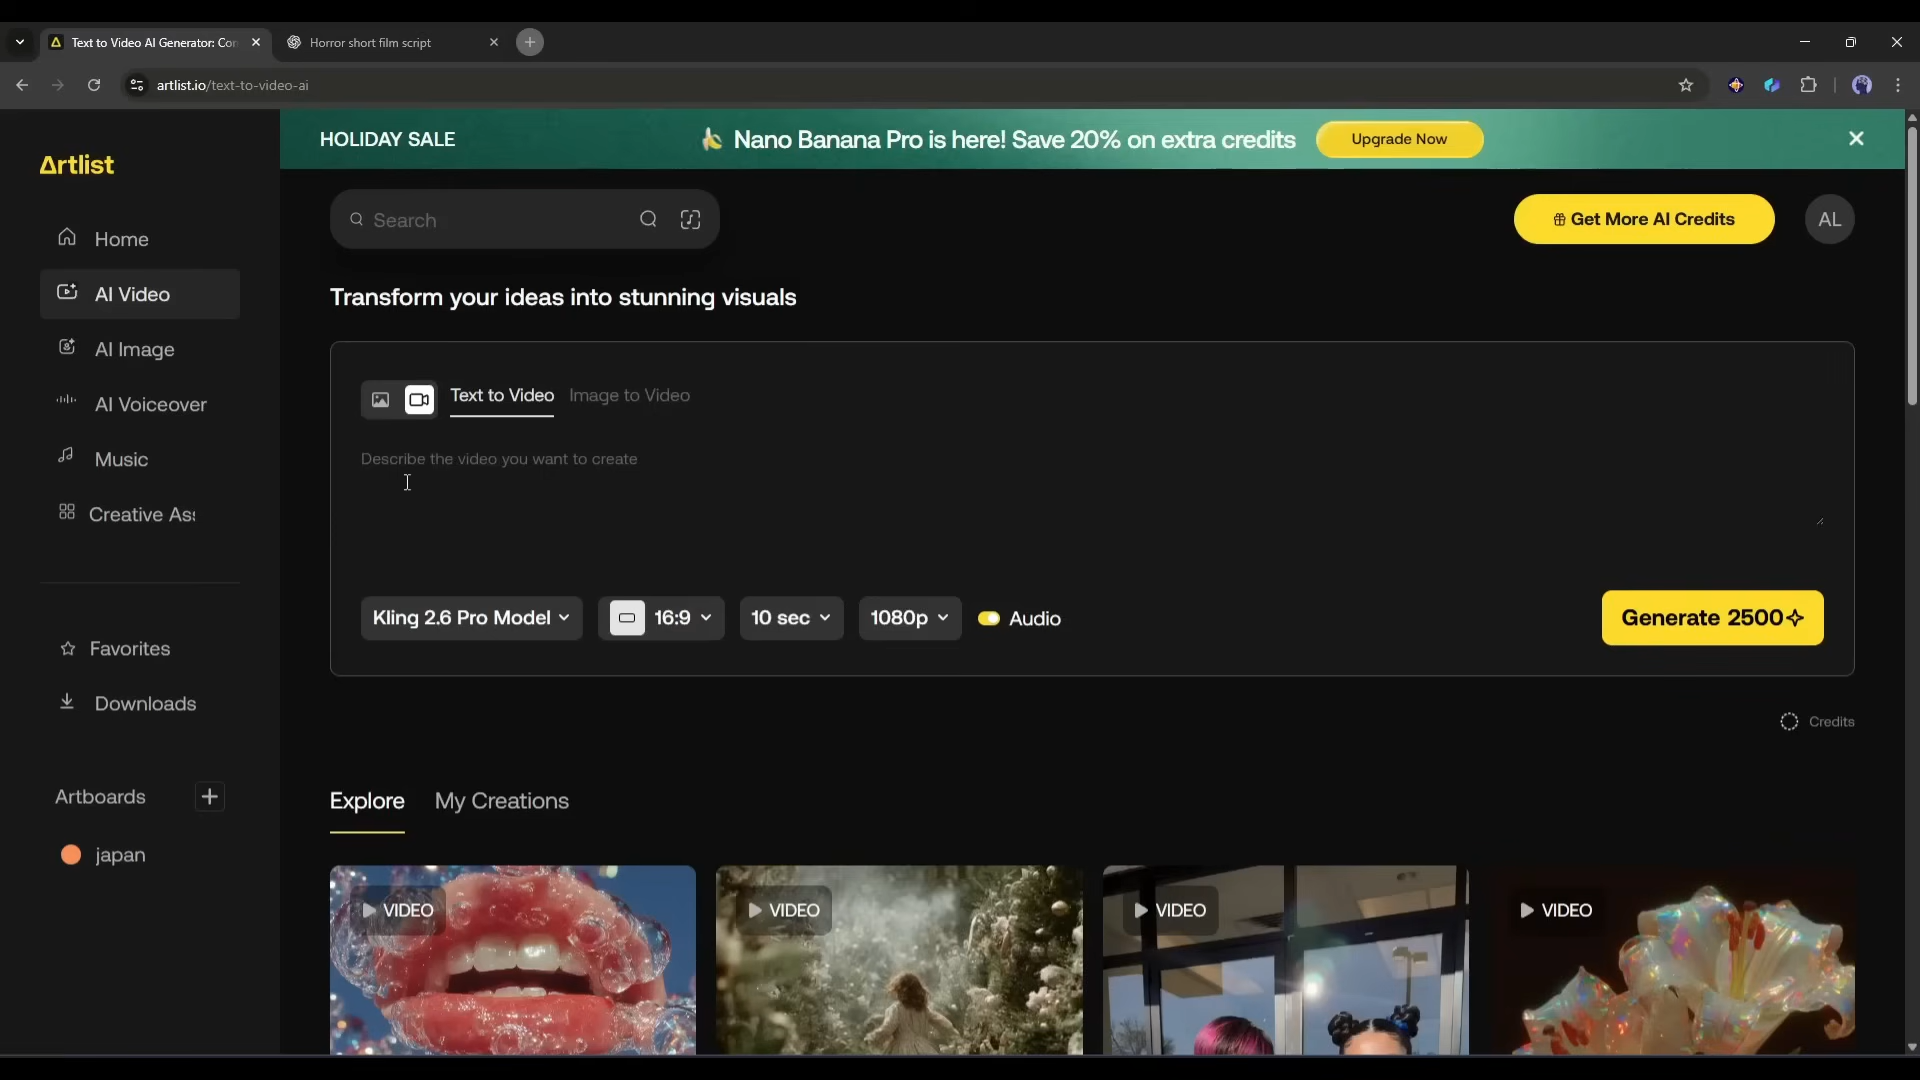 Text to Video AI Generator: Con
Horror short film script
artlist.io/text-to-video-ai
HOLIDAY SALE
Nano Banana Pro is here! Save 20% on extra credits
Upgrade Now
Artlist
Search
Get More AI Credits
AL
Home
AI Video
AI Image
AI Voiceover
Music
Creative Ass
Favorites
Downloads
Artboards
japan
Transform your ideas into stunning visuals
Text to Video
Image to Video
Describe the video you want to create
Kling 2.6 Pro Model
16:9
10 sec
1080p
Audio
Generate 2500
Credits
Explore
My Creations
VIDEO
VIDEO
VIDEO
VIDEO